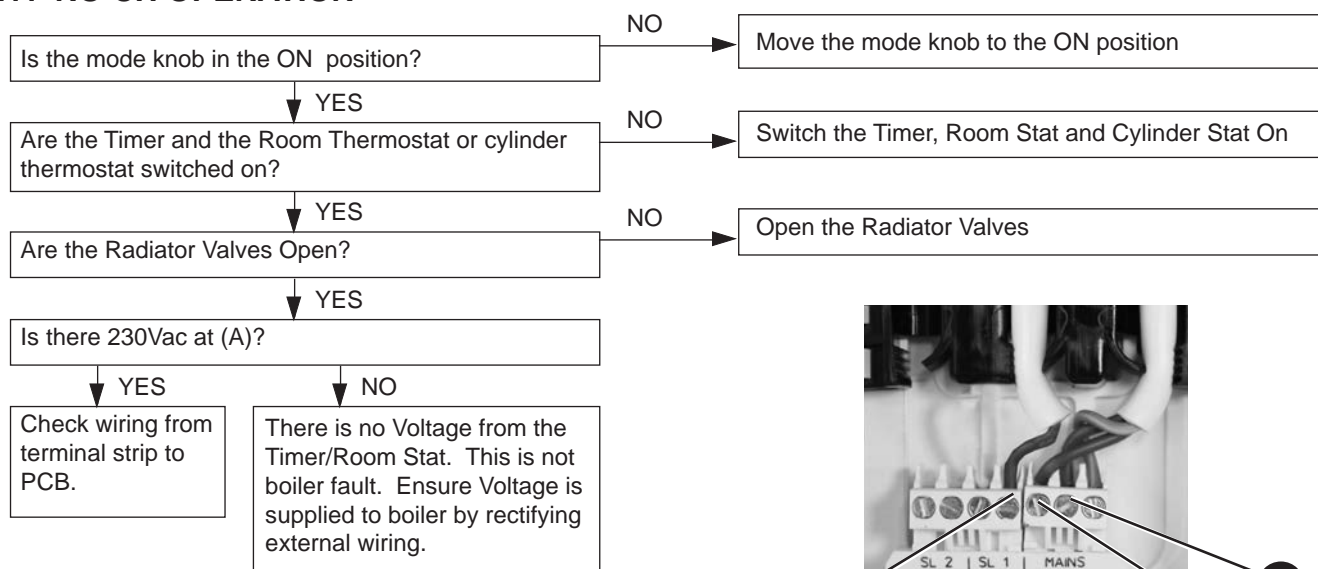 NO
Is the mode knob in the ON position?
Move the mode knob to the ON position
YES
NO
Are the Timer and the Room Thermostat or cylinder
thermostat switched on?
Switch the Timer, Room Stat and Cylinder Stat On
YES
NO
Are the Radiator Valves Open?
Open the Radiator Valves
YES
Is there 230Vac at (A)?
YES
NO
Check wiring from
terminal strip to
PCB.
There is no Voltage from the
Timer/Room Stat. This is not
boiler fault. Ensure Voltage is
supplied to boiler by rectifying
external wiring.
SL 2 | SL 1 | MAINS